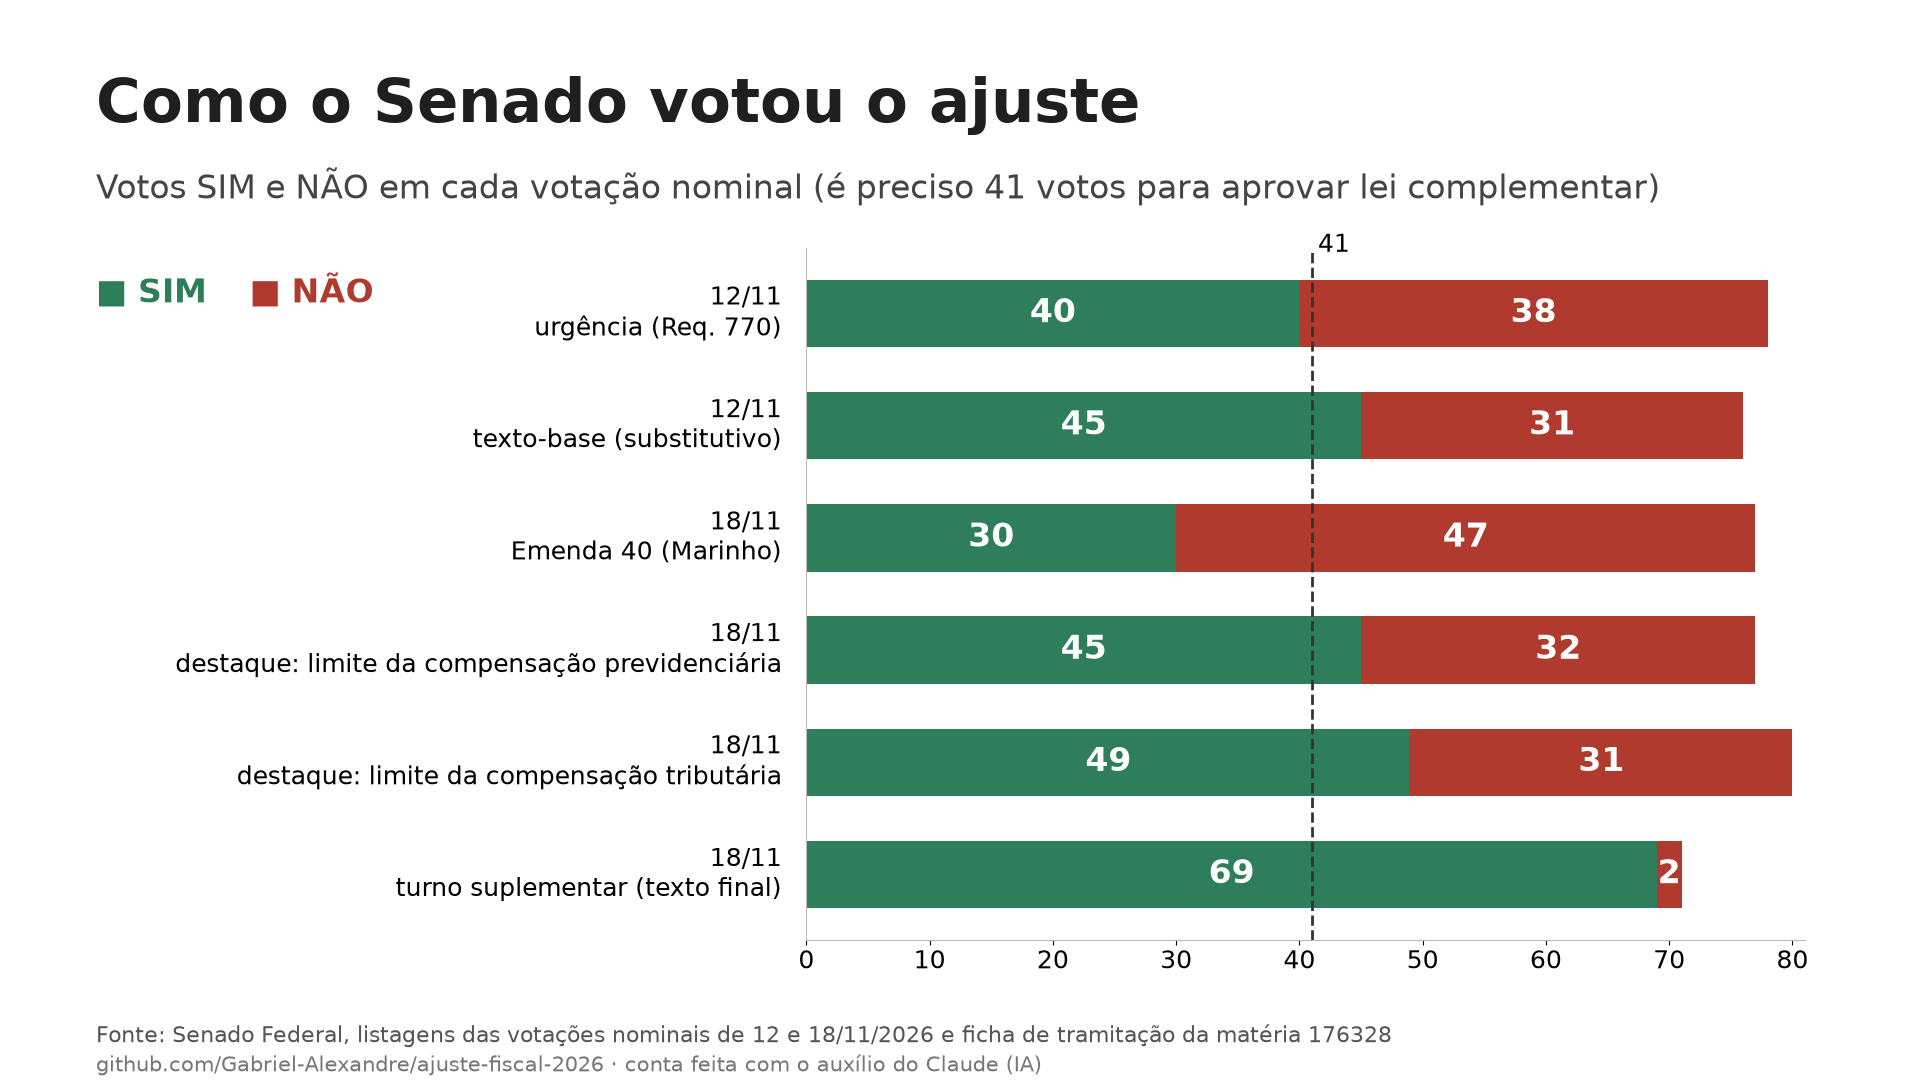 Como o Senado votou o ajuste
Votos SIM e NÃO em cada votação nominal (é preciso 41 votos para aprovar lei complementar)
■ SIM ■ NÃO
41
12/11
urgência (Req. 770)
40 38
12/11
texto-base (substitutivo)
45 31
18/11
Emenda 40 (Marinho)
30 47
18/11
destaque: limite da compensação previdenciária
45 32
18/11
destaque: limite da compensação tributária
49 31
18/11
turno suplementar (texto final)
69 2
0 10 20 30 40 50 60 70 80
Fonte: Senado Federal, listagens das votações nominais de 12 e 18/11/2026 e ficha de tramitação da matéria 176328
github.com/Gabriel-Alexandre/ajuste-fiscal-2026 · conta feita com o auxílio do Claude (IA)